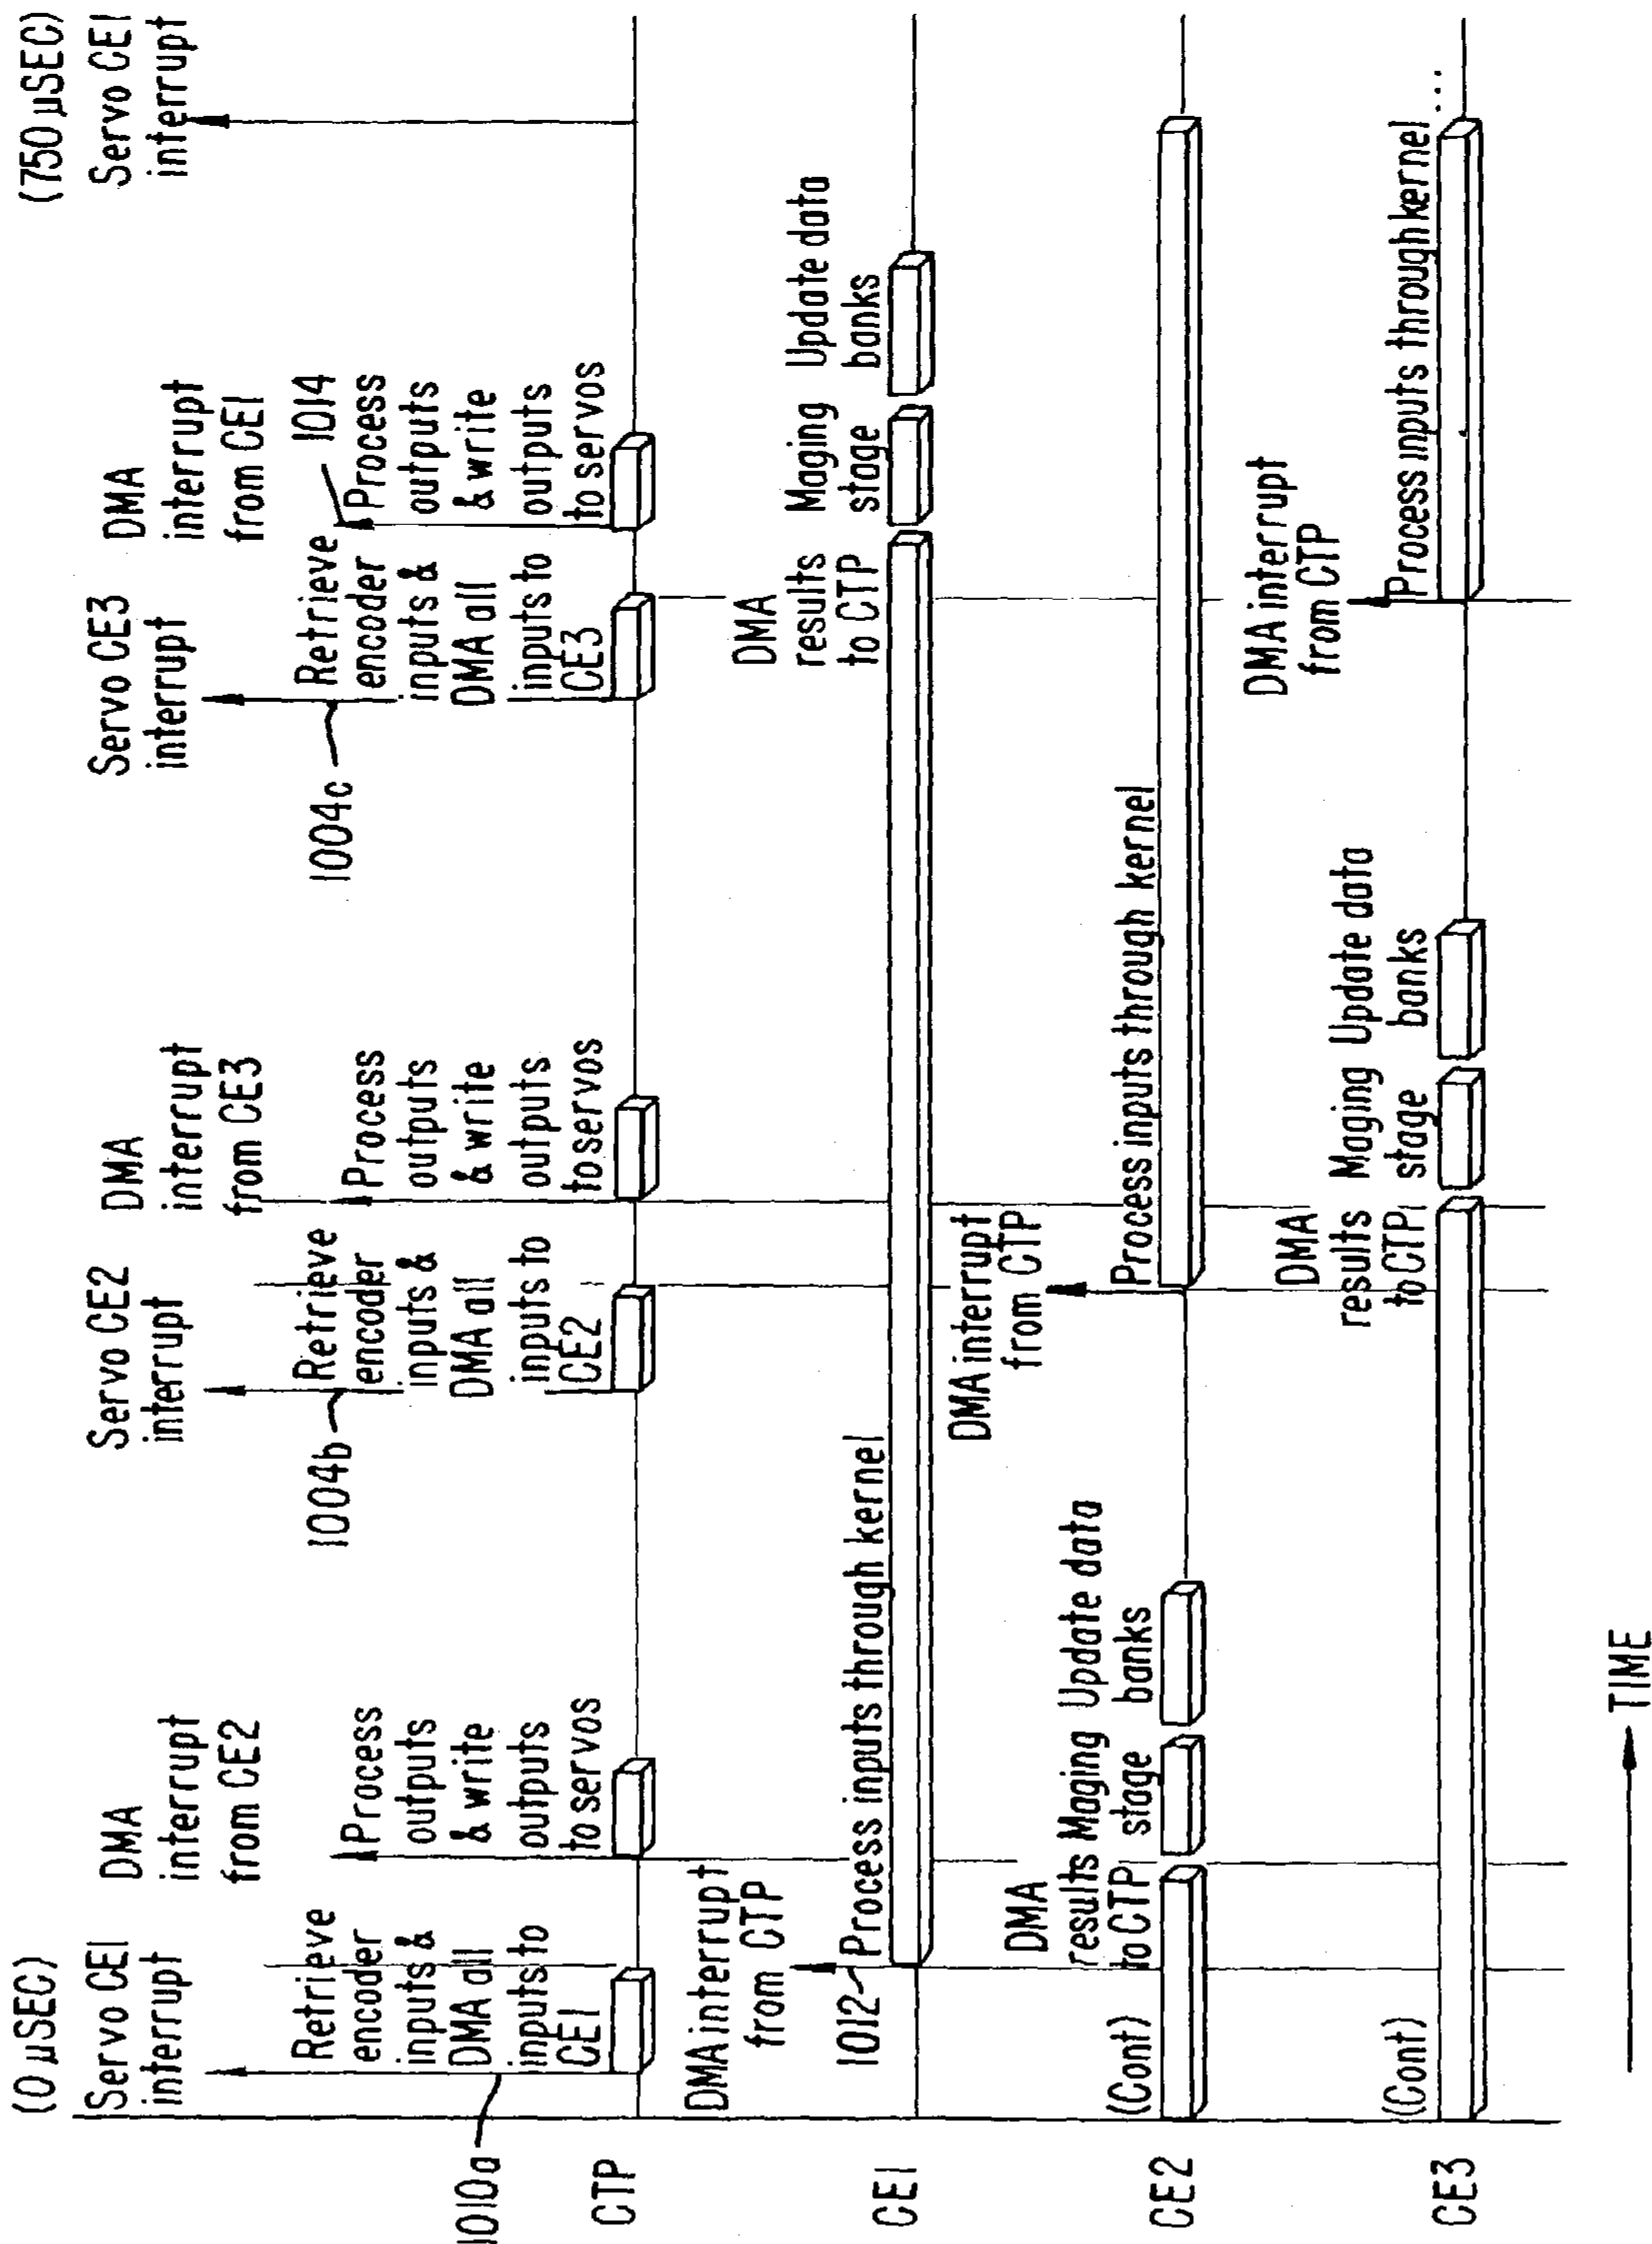 (0 µSEC)
Servo CE1
interrupt
DMA
interrupt
from CE2
Servo CE2
interrupt
DMA
interrupt
from CE3
Servo CE3
interrupt
DMA
interrupt
from CE1
(750 µSEC)
Servo CE1
interrupt
1010a
Retrieve
encoder
inputs &
DMA all
inputs to
CE1
Process
outputs
& write
outputs
to servos
1004b
Retrieve
encoder
inputs &
DMA all
inputs to
CE2
Process
outputs
& write
outputs
to servos
1004c
Retrieve
encoder
inputs &
DMA all
inputs to
CE3
1014
Process
outputs
& write
outputs
to servos
CTP
DMA interrupt
from CTP
1012
Process inputs through kernel
DMA
results
to CTP
Maging
stage
Update data
banks
CE1
(Cont)
DMA
results
to CTP
Maging
stage
Update data
banks
DMA interrupt
from CTP
Process inputs through kernel
CE2
(Cont)
DMA
results
to CTP
Maging
stage
Update data
banks
DMA interrupt
from CTP
Process inputs through kernel
...
CE3
TIME